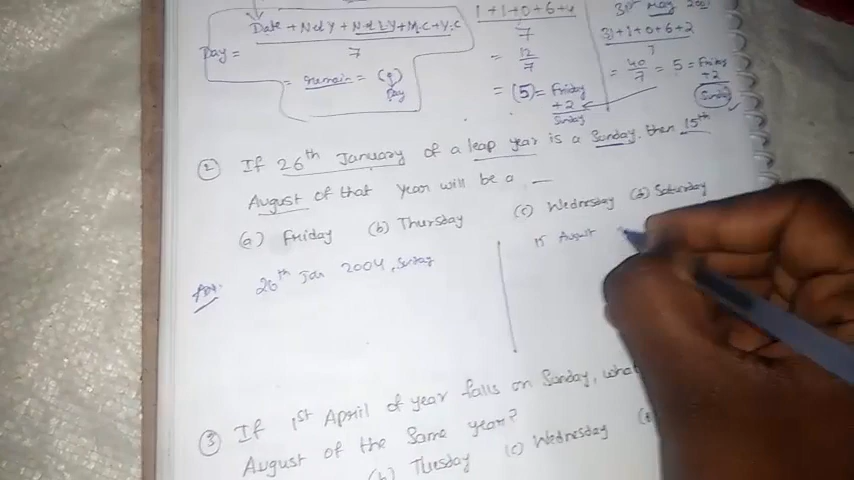 Date + NoLY + N.L.Y + M.C + Y.C
Day =
7
= remain = (9)
Day
1 + 1 + 0 + 6 + 4
7
= 12
7
= (5) = Friday
+2
Sunday
31st May
31 + 1 + 0 + 6 + 2
7
= 40
7
= 5 = Friday
+2
Sunday
② If 26th January of a leap year is a Sunday. then 15th
August of that year will be a __
(a) Friday (b) Thursday (c) Wednesday (d) Saturday
Ans. 26th Jan 2004, Sunday
15 August
③ If 1st April of year falls on Sunday, what
August of the Same year?
(b) Tuesday (c) Wednesday